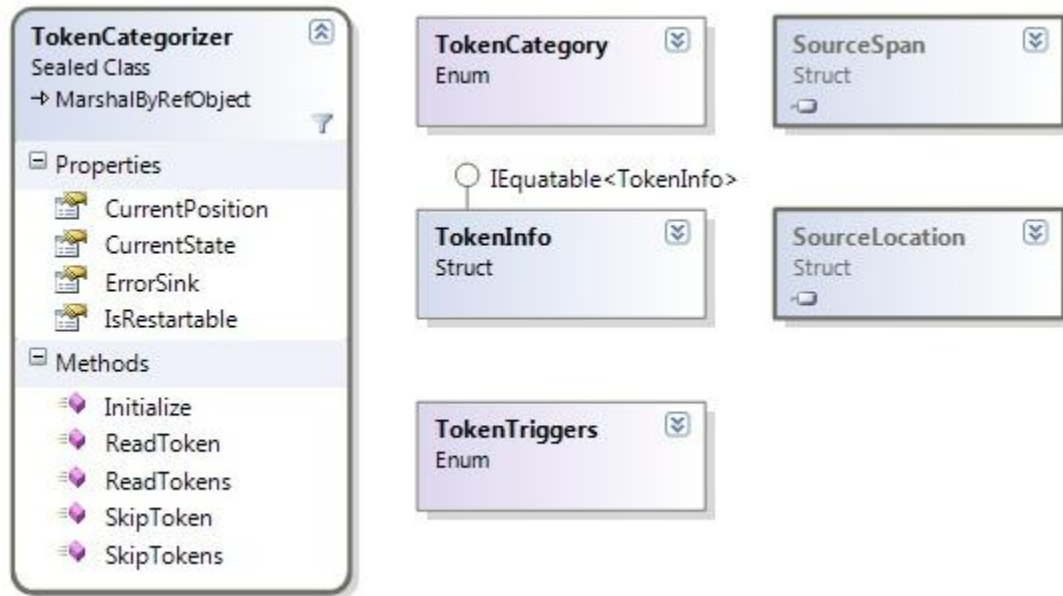 TokenCategorizer
Sealed Class
MarshalByRefObject
Properties
CurrentPosition
CurrentState
ErrorSink
IsRestartable
Methods
Initialize
ReadToken
ReadTokens
SkipToken
SkipTokens
TokenCategory
Enum
IEquatable<TokenInfo>
TokenInfo
Struct
TokenTriggers
Enum
SourceSpan
Struct
SourceLocation
Struct